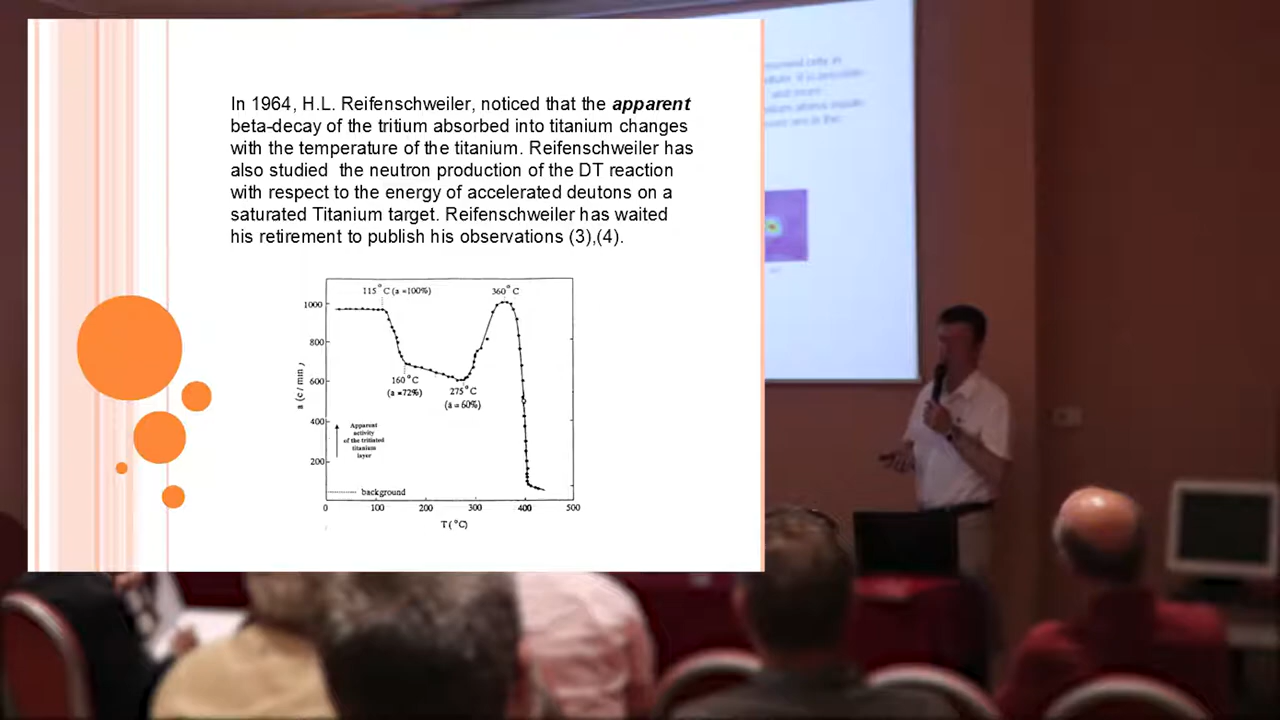 In 1964, H.L. Reifenschweiler, noticed that the apparent
beta-decay of the tritium absorbed into titanium changes
with the temperature of the titanium. Reifenschweiler has
also studied the neutron production of the DT reaction
with respect to the energy of accelerated deutons on a
saturated Titanium target. Reifenschweiler has waited
his retirement to publish his observations (3),(4).
115°C (a =100%)
360°C
1000
800
160°C
(a =72%)
275°C
(a = 60%)
600
a (c / min )
400
Apparent
activity
of the tritiated
titanium
layer
200
background
0
100
200
300
400
500
T (°C)